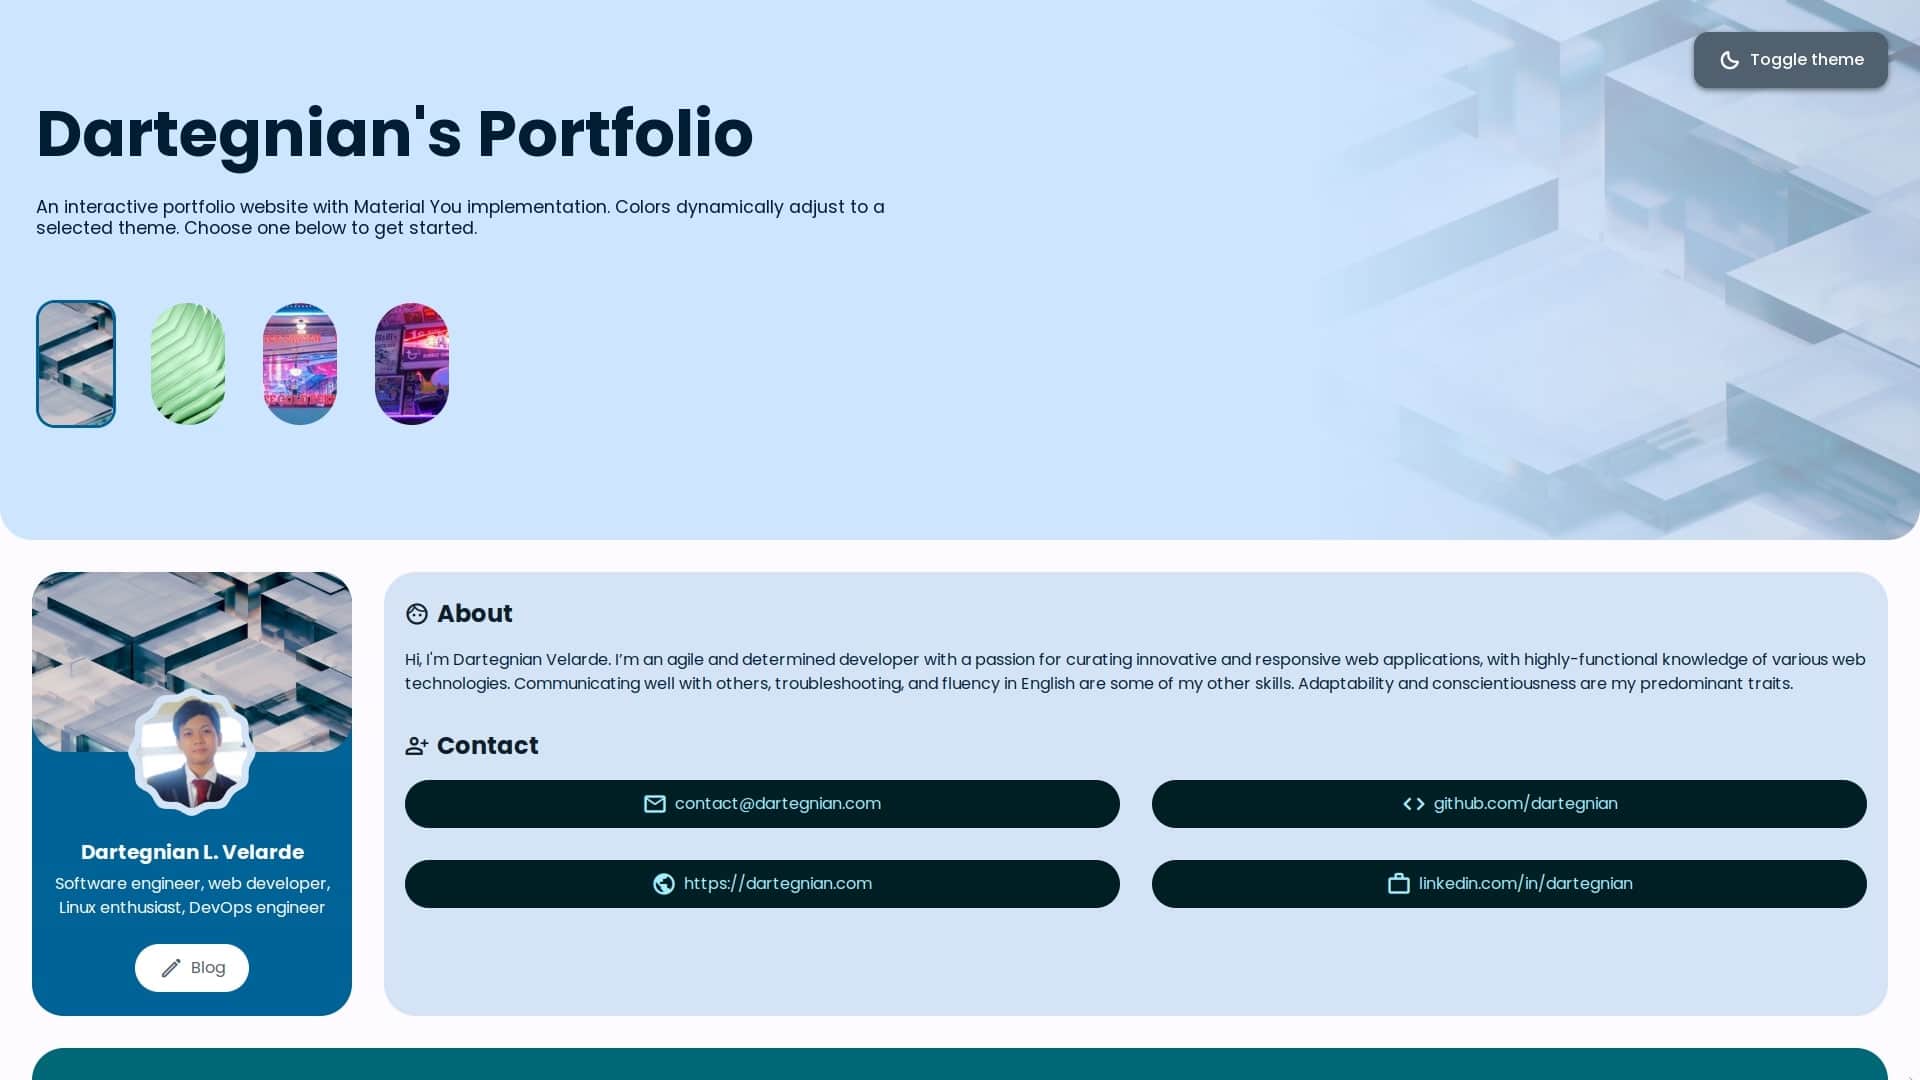 Toggle theme
Dartegnian's Portfolio
An interactive portfolio website with Material You implementation. Colors dynamically adjust to a
selected theme. Choose one below to get started.
About
Hi, I'm Dartegnian Velarde. I’m an agile and determined developer with a passion for curating innovative and responsive web applications, with highly-functional knowledge of various web
technologies. Communicating well with others, troubleshooting, and fluency in English are some of my other skills. Adaptability and conscientiousness are my predominant traits.
Contact
contact@dartegnian.com
github.com/dartegnian
https://dartegnian.com
linkedin.com/in/dartegnian
Dartegnian L. Velarde
Software engineer, web developer,
Linux enthusiast, DevOps engineer
Blog